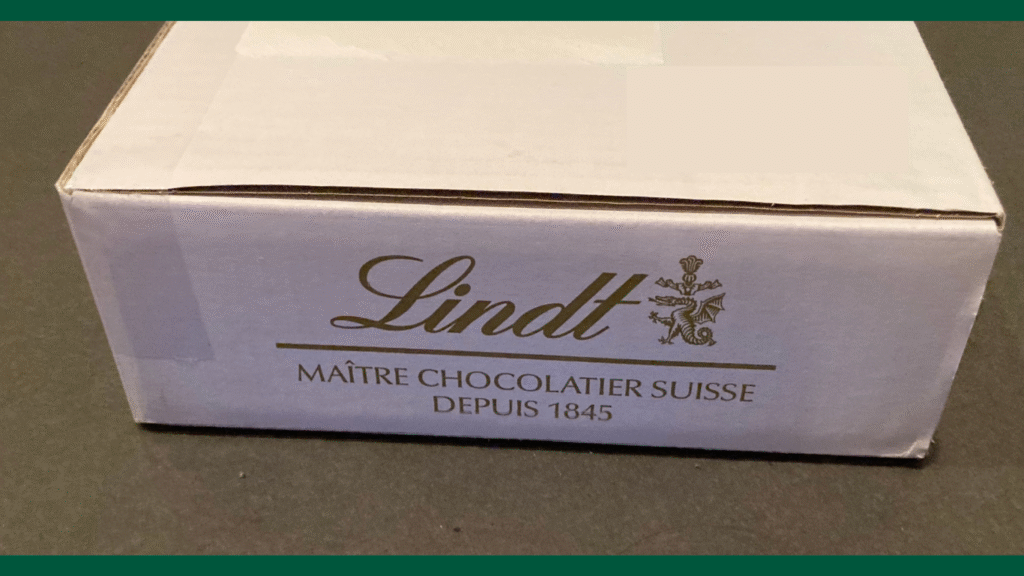 Lindt
MAÎTRE CHOCOLATIER SUISSE
DEPUIS 1845